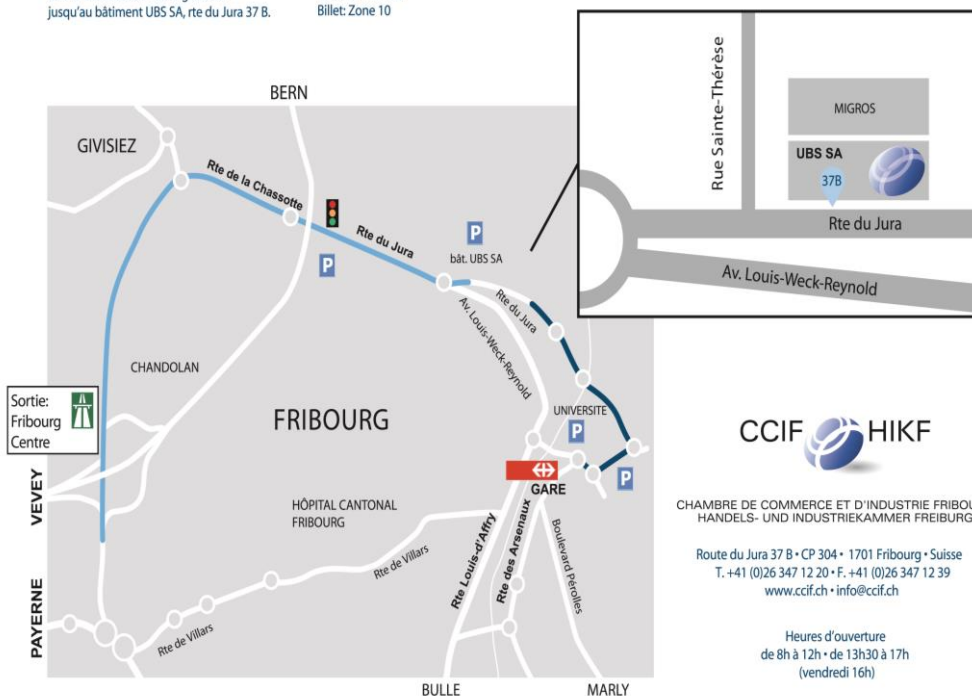 jusqu'au bâtiment UBS SA, rte du Jura 37 B.
Billet: Zone 10
BERN
GIVISIEZ
Rte de la Chassotte
Rte du Jura
P
P
bât. UBS SA
Rte du Jura
Av. Louis-Weck-Reynold
CHANDOLAN
Sortie:
Fribourg
Centre
FRIBOURG
UNIVERSITE
P
P
GARE
VEVEY
HÔPITAL CANTONAL
FRIBOURG
Rte de Villars
Rte Louis-d'Affry
Rte des Arsenaux
Boulevard Pérolles
PAYERNE
Rte de Villars
BULLE
MARLY
Rue Sainte-Thérèse
MIGROS
UBS SA
37B
Rte du Jura
Av. Louis-Weck-Reynold
CCIF HIKF
CHAMBRE DE COMMERCE ET D'INDUSTRIE
HANDELS- UND INDUSTRIEKAMMER FREIBURG
Route du Jura 37 B • CP 304 • 1701 Fribourg • Suisse
T. +41 (0)26 347 12 20 • F. +41 (0)26 347 12 39
www.ccif.ch • info@ccif.ch
Heures d'ouverture
de 8h à 12h • de 13h30 à 17h
(vendredi 16h)